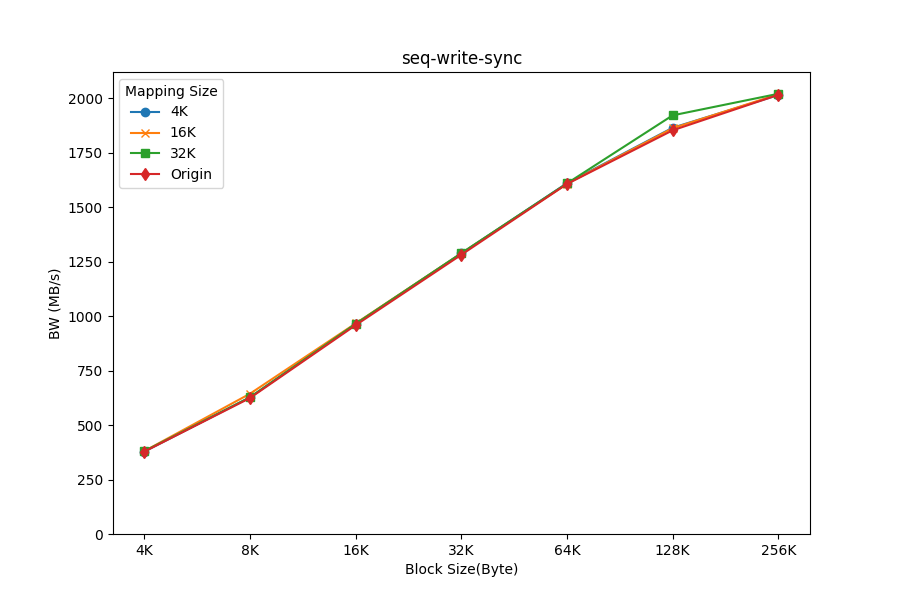 seq-write-sync
Mapping Size
4K
16K
32K
Origin
BW (MB/s)
2000
1750
1500
1250
1000
750
500
250
0
4K 8K 16K 32K 64K 128K 256K
Block Size(Byte)